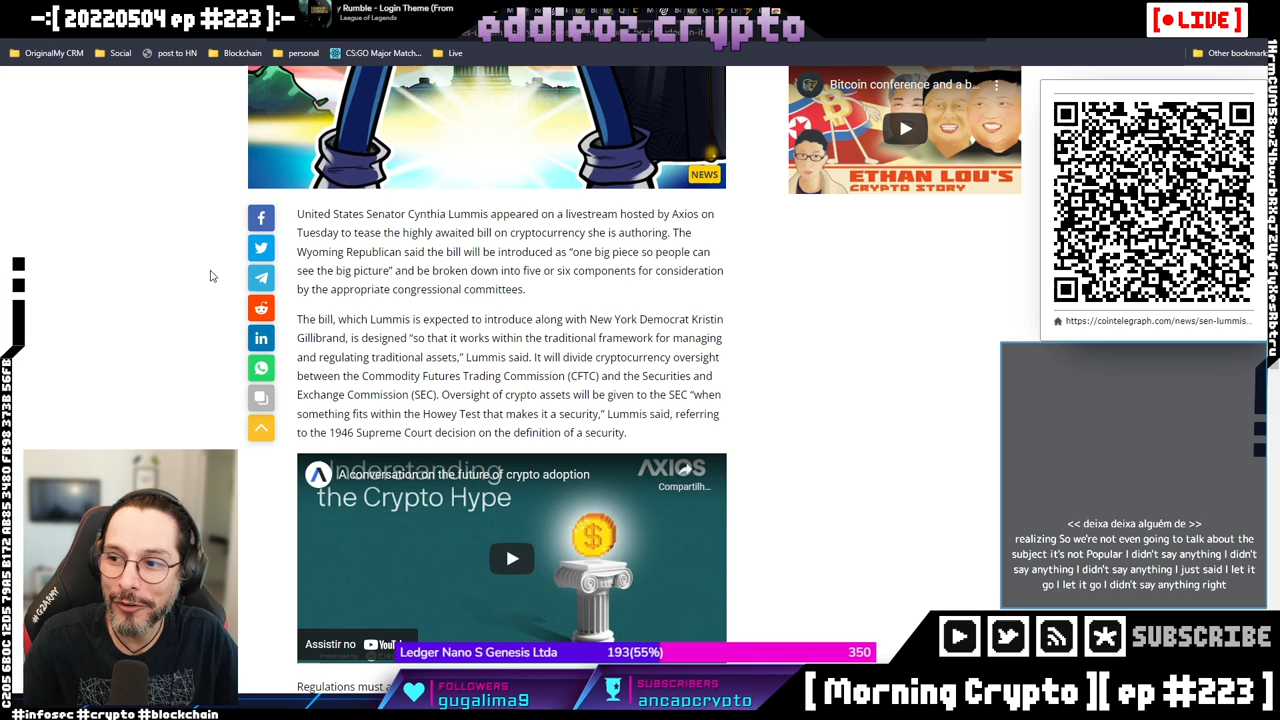 -:[ 20220504 ep #223 ]:-
y Rumble - Login Theme (From
League of Legends
eddieoz.crypto
[ • LIVE ]
OriginalMy CRM
Social
post to HN
Blockchain
personal
CS:GO Major Match...
Live
Other bookmark
NEWS
Bitcoin conference and a b...
ETHAN LOU'S
CRYPTO STORY
United States Senator Cynthia Lummis appeared on a livestream hosted by Axios on
Tuesday to tease the highly awaited bill on cryptocurrency she is authoring. The
Wyoming Republican said the bill will be introduced as “one big piece so people can
see the big picture” and be broken down into five or six components for consideration
by the appropriate congressional committees.
The bill, which Lummis is expected to introduce along with New York Democrat Kristin
Gillibrand, is designed “so that it works within the traditional framework for managing
and regulating traditional assets,” Lummis said. It will divide cryptocurrency oversight
between the Commodity Futures Trading Commission (CFTC) and the Securities and
Exchange Commission (SEC). Oversight of crypto assets will be given to the SEC “when
something fits within the Howey Test that makes it a security,” Lummis said, referring
to the 1946 Supreme Court decision on the definition of a security.
https://cointelegraph.com/news/sen-lummis...
A conversation on the future of crypto adoption
Understanding
the Crypto Hype
AXIOS
Compartilh...
Assistir no YouTu
<< deixa deixa alguém de >>
realizing So we're not even going to talk about the
subject it's not Popular I didn't say anything I didn't
say anything I didn't say anything I just said I let it
go I let it go I didn't say anything right
Ledger Nano S Genesis Ltda 193(55%) 350
Regulations must a
FOLLOWERS
gugalima9
SUBSCRIBERS
ancapcrypto
SUBSCRIBE
[ Morning Crypto ][ ep #223 ]
#infosec #crypto #blockchain